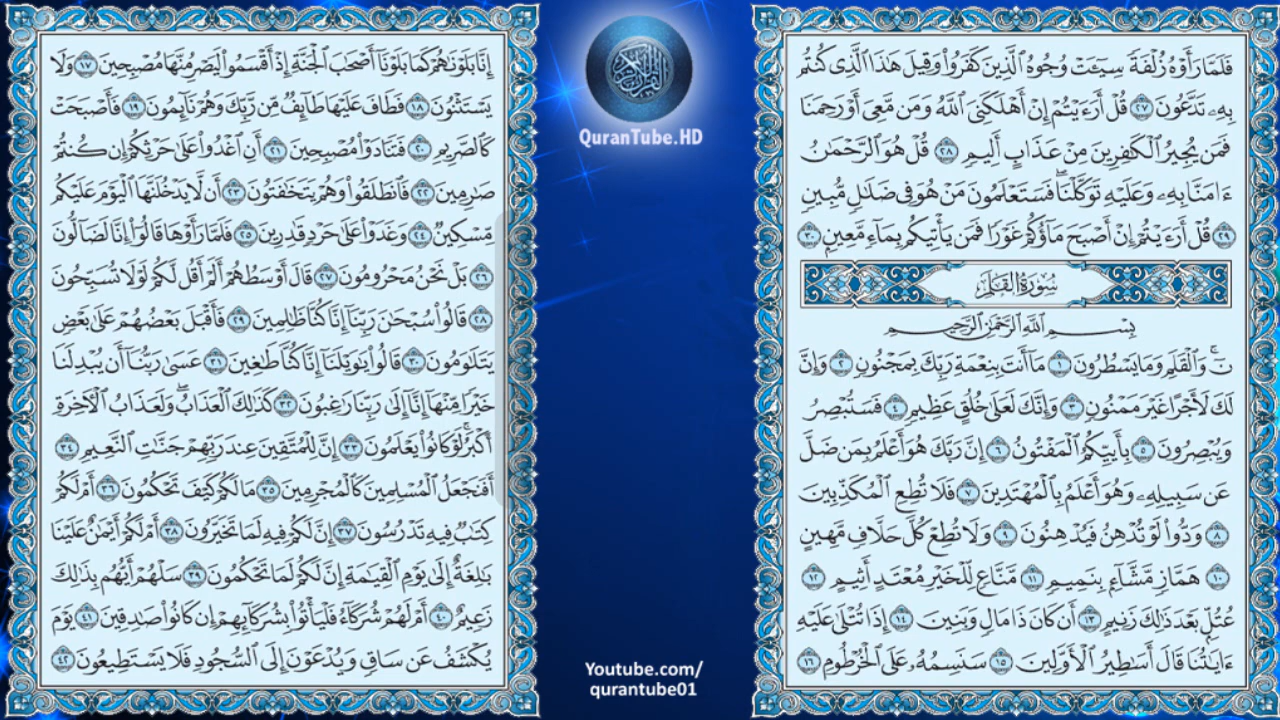 فَلَمَّا رَأَوْهُ زُلْفَةً سِيٓـَٔتْ وُجُوهُ ٱلَّذِينَ كَفَرُوا۟ وَقِيلَ هَٰذَا ٱلَّذِى كُنتُم
بِهِۦ تَدَّعُونَ ٢٧ قُلْ أَرَءَيْتُمْ إِنْ أَهْلَكَنِىَ ٱللَّهُ وَمَن مَّعِىَ أَوْ رَحِمَنَا
فَمَن يُجِيرُ ٱلْكَٰفِرِينَ مِنْ عَذَابٍ أَلِيمٍ ٢٨ قُلْ هُوَ ٱلرَّحْمَٰنُ
ءَامَنَّا بِهِۦ وَعَلَيْهِ تَوَكَّلْنَا ۖ فَسَتَعْلَمُونَ مَنْ هُوَ فِى ضَلَٰلٍ مُّبِينٍ
٢٩ قُلْ أَرَءَيْتُمْ إِنْ أَصْبَحَ مَآؤُكُمْ غَوْرًا فَمَن يَأْتِيكُم بِمَآءٍ مَّعِينٍۭ ٣٠
سُورَةُ القَلَمِ
بِسْمِ ٱللَّهِ ٱلرَّحْمَٰنِ ٱلرَّحِيمِ
نٓ ۚ وَٱلْقَلَمِ وَمَا يَسْطُرُونَ ١ مَآ أَنتَ بِنِعْمَةِ رَبِّكَ بِمَجْنُونٍ ٢ وَإِنَّ
لَكَ لَأَجْرًا غَيْرَ مَمْنُونٍ ٣ وَإِنَّكَ لَعَلَىٰ خُلُقٍ عَظِيمٍ ٤ فَسَتُبْصِرُ
وَيُبْصِرُونَ ٥ بِأَييِّكُمُ ٱلْمَفْتُونُ ٦ إِنَّ رَبَّكَ هُوَ أَعْلَمُ بِمَن ضَلَّ
عَن سَبِيلِهِۦ وَهُوَ أَعْلَمُ بِٱلْمُهْتَدِينَ ٧ فَلَا تُطِعِ ٱلْمُكَذِّبِينَ
٨ وَدُّوا۟ لَوْ تُدْهِنُ فَيُدْهِنُونَ ٩ وَلَا تُطِعْ كُلَّ حَلَّافٍ مَّهِينٍ
١٠ هَمَّازٍ مَّشَّآءٍۭ بِنَمِيمٍ ١١ مَّنَّاعٍ لِّلْخَيْرِ مُعْتَدٍ أَثِيمٍ ١٢
عُتُلٍّۭ بَعْدَ ذَٰلِكَ زَنِيمٍ ١٣ أَن كَانَ ذَا مَالٍ وَبَنِينَ ١٤ إِذَا تُتْلَىٰ عَلَيْهِ
ءَايَٰتُنَا قَالَ أَسَٰطِيرُ ٱلْأَوَّلِينَ ١٥ سَنَسِمُهُۥ عَلَى ٱلْخُرْطُومِ ١٦
إِنَّا بَلَوْنَٰهُمْ كَمَا بَلَوْنَآ أَصْحَٰبَ ٱلْجَنَّةِ إِذْ أَقْسَمُوا۟ لَيَصْرِمُنَّهَا مُصْبِحِينَ ١٧ وَلَا
يَسْتَثْنُونَ ١٨ فَطَافَ عَلَيْهَا طَآئِفٌ مِّن رَّبِّكَ وَهُمْ نَآئِمُونَ ١٩ فَأَصْبَحَتْ
كَٱلصَّرِيمِ ٢٠ فَتَنَادَوْا۟ مُصْبِحِينَ ٢١ أَنِ ٱغْدُوا۟ عَلَىٰ حَرْثِكُمْ إِن كُنتُمْ
صَٰرِمِينَ ٢٢ فَٱنطَلَقُوا۟ وَهُمْ يَتَخَٰفَتُونَ ٢٣ أَن لَّا يَدْخُلَنَّهَا ٱلْيَوْمَ عَلَيْكُم
مِّسْكِينٌ ٢٤ وَغَدَوْا۟ عَلَىٰ حَرْدٍ قَٰدِرِينَ ٢٥ فَلَمَّا رَأَوْهَا قَالُوٓا۟ إِنَّا لَضَآلُّونَ
٢٦ بَلْ نَحْنُ مَحْرُومُونَ ٢٧ قَالَ أَوْسَطُهُمْ أَلَمْ أَقُل لَّكُمْ لَوْلَا تُسَبِّحُونَ
٢٨ قَالُوا۟ سُبْحَٰنَ رَبِّنَآ إِنَّا كُنَّا ظَٰلِمِينَ ٢٩ فَأَقْبَلَ بَعْضُهُمْ عَلَىٰ بَعْضٍ
يَتَلَٰوَمُونَ ٣٠ قَالُوا۟ يَٰوَيْلَنَآ إِنَّا كُنَّا طَٰغِينَ ٣١ عَسَىٰ رَبُّنَآ أَن يُبْدِلَنَا
خَيْرًا مِّنْهَآ إِنَّآ إِلَىٰ رَبِّنَا رَٰغِبُونَ ٣٢ كَذَٰلِكَ ٱلْعَذَابُ ۖ وَلَعَذَابُ ٱلْءَاخِرَةِ
أَكْبَرُ ۚ لَوْ كَانُوا۟ يَعْلَمُونَ ٣٣ إِنَّ لِلْمُتَّقِينَ عِندَ رَبِّهِمْ جَنَّٰتِ ٱلنَّعِيمِ ٣٤
أَفَنَجْعَلُ ٱلْمُسْلِمِينَ كَٱلْمُجْرِمِينَ ٣٥ مَا لَكُمْ كَيْفَ تَحْكُمُونَ ٣٦ أَمْ لَكُمْ
كِتَٰبٌ فِيهِ تَدْرُسُونَ ٣٧ إِنَّ لَكُمْ فِيهِ لَمَا تَخَيَّرُونَ ٣٨ أَمْ لَكُمْ أَيْمَٰنٌ عَلَيْنَا
بَٰلِغَةٌ إِلَىٰ يَوْمِ ٱلْقِيَٰمَةِ إِنَّ لَكُمْ لَمَا تَحْكُمُونَ ٣٩ سَلْهُمْ أَيُّهُم بِذَٰلِكَ
زَعِيمٌ ٤٠ أَمْ لَهُمْ شُرَكَآءُ فَلْيَأْتُوا۟ بِشُرَكَآئِهِمْ إِن كَانُوا۟ صَٰدِقِينَ ٤١ يَوْمَ
يُكْشَفُ عَن سَاقٍ وَيُدْعَوْنَ إِلَى ٱلسُّجُودِ فَلَا يَسْتَطِيعُونَ ٤٢
QuranTube.HD
Youtube.com/
qurantube01